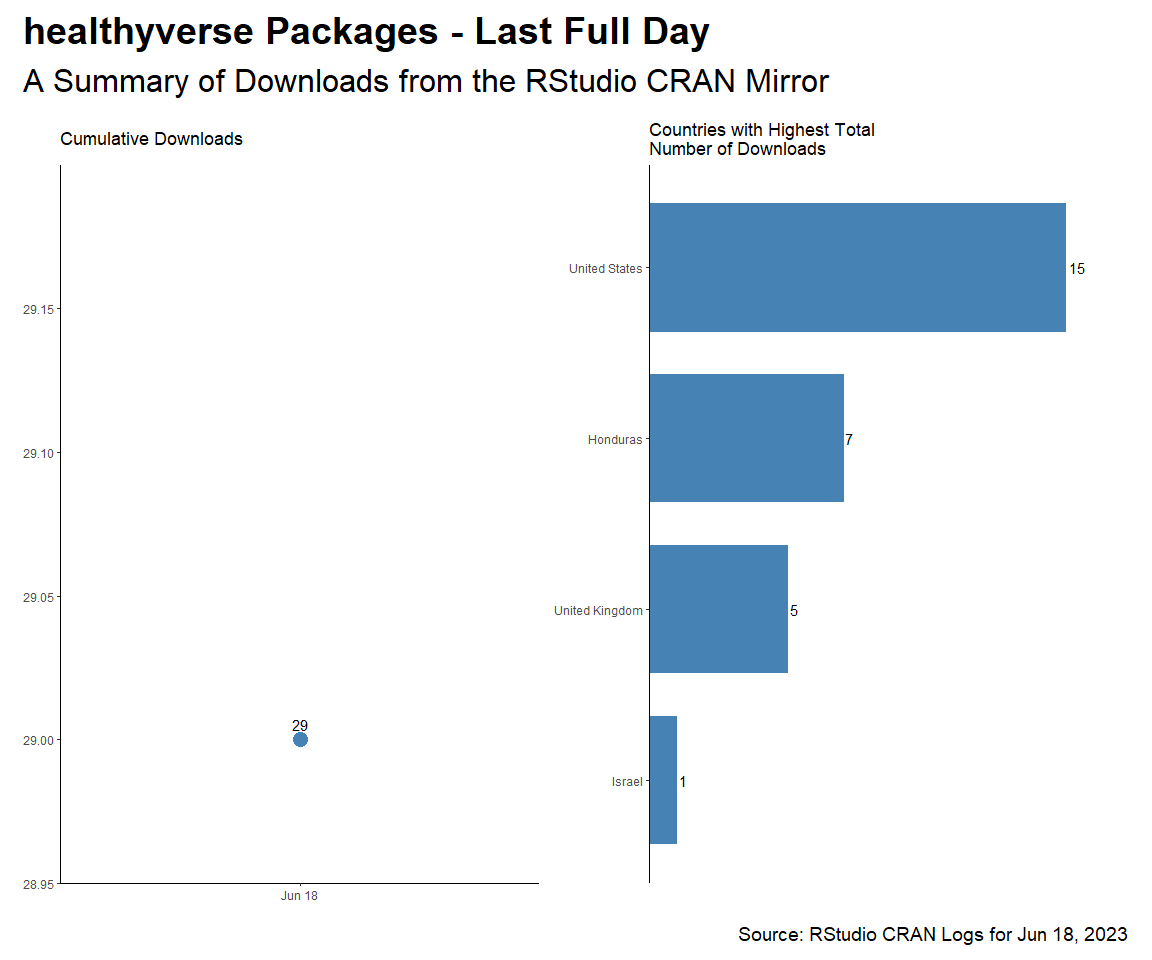 healthyverse Packages - Last Full Day
A Summary of Downloads from the RStudio CRAN Mirror
Cumulative Downloads
29.15
29.10
29.05
29.00
28.95
29
Jun 18
Countries with Highest Total
Number of Downloads
United States
15
Honduras
7
United Kingdom
5
Israel
1
Source: RStudio CRAN Logs for Jun 18, 2023